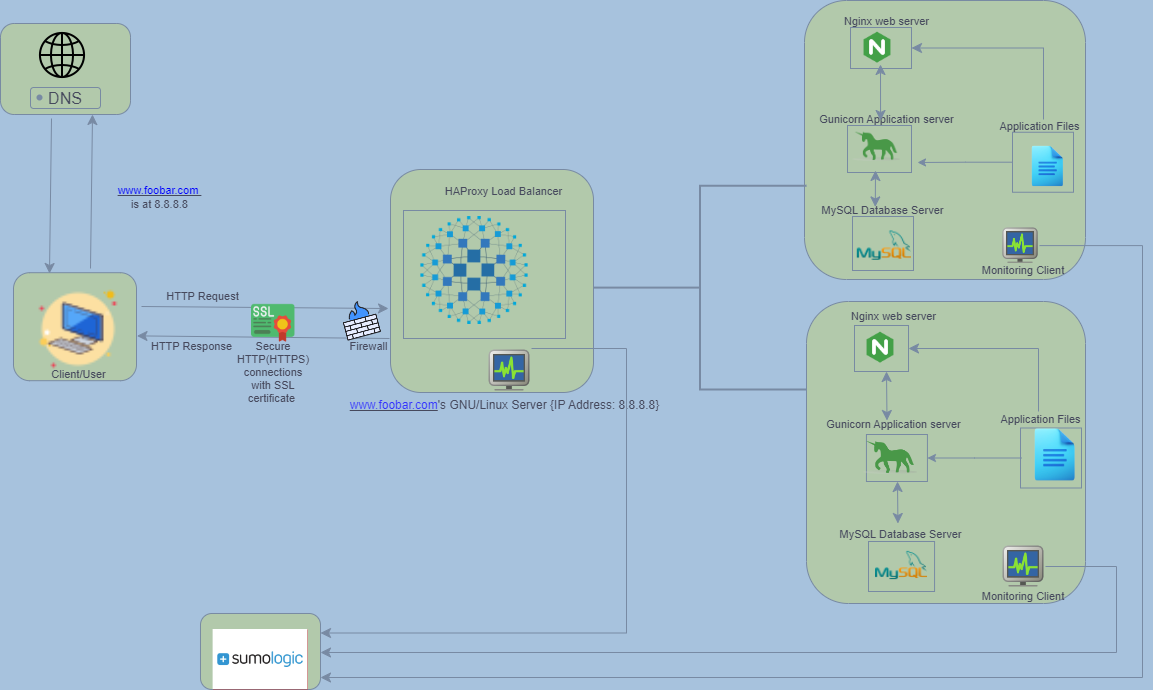 DNS
www.foobar.com
is at 8.8.8.8
HTTP Request
HTTP Response
SSL
Secure
HTTP(HTTPS)
connections
with SSL
certificate
Firewall
Client/User
HAProxy Load Balancer
www.foobar.com's GNU/Linux Server {IP Address: 8.8.8.8}
Nginx web server
N
Gunicorn Application server
Application Files
MySQL Database Server
MySQL
Monitoring Client
Nginx web server
N
Gunicorn Application server
Application Files
MySQL Database Server
MySQL
Monitoring Client
sumologic